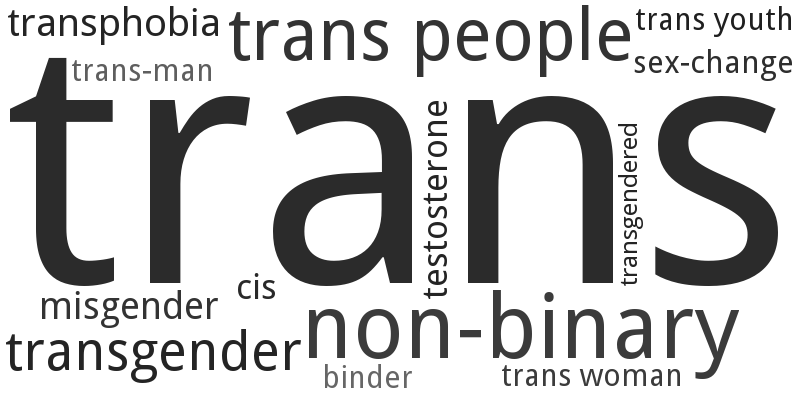 transphobia
trans people
trans youth
trans-man
sex-change
trans
testosterone
transgendered
cis
misgender
non-binary
transgender
binder
trans woman